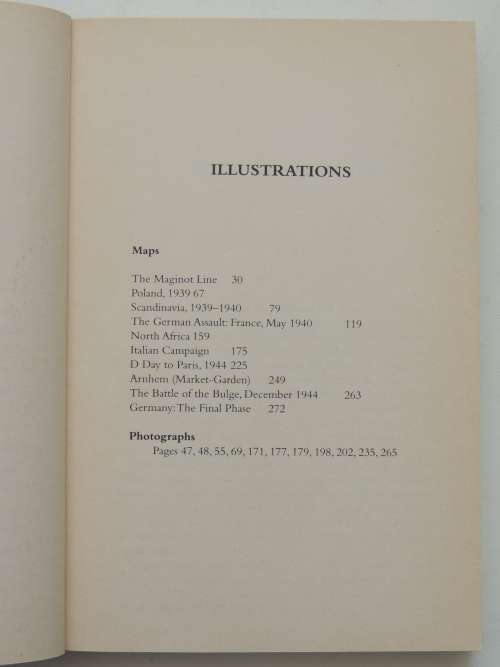 ILLUSTRATIONS
Maps
The Maginot Line 30
Poland, 1939 67
Scandinavia, 1939–1940 79
The German Assault: France, May 1940 119
North Africa 159
Italian Campaign 175
D Day to Paris, 1944 225
Arnhem (Market-Garden) 249
The Battle of the Bulge, December 1944 263
Germany: The Final Phase 272
Photographs
Pages 47, 48, 55, 69, 171, 177, 179, 198, 202, 235, 265